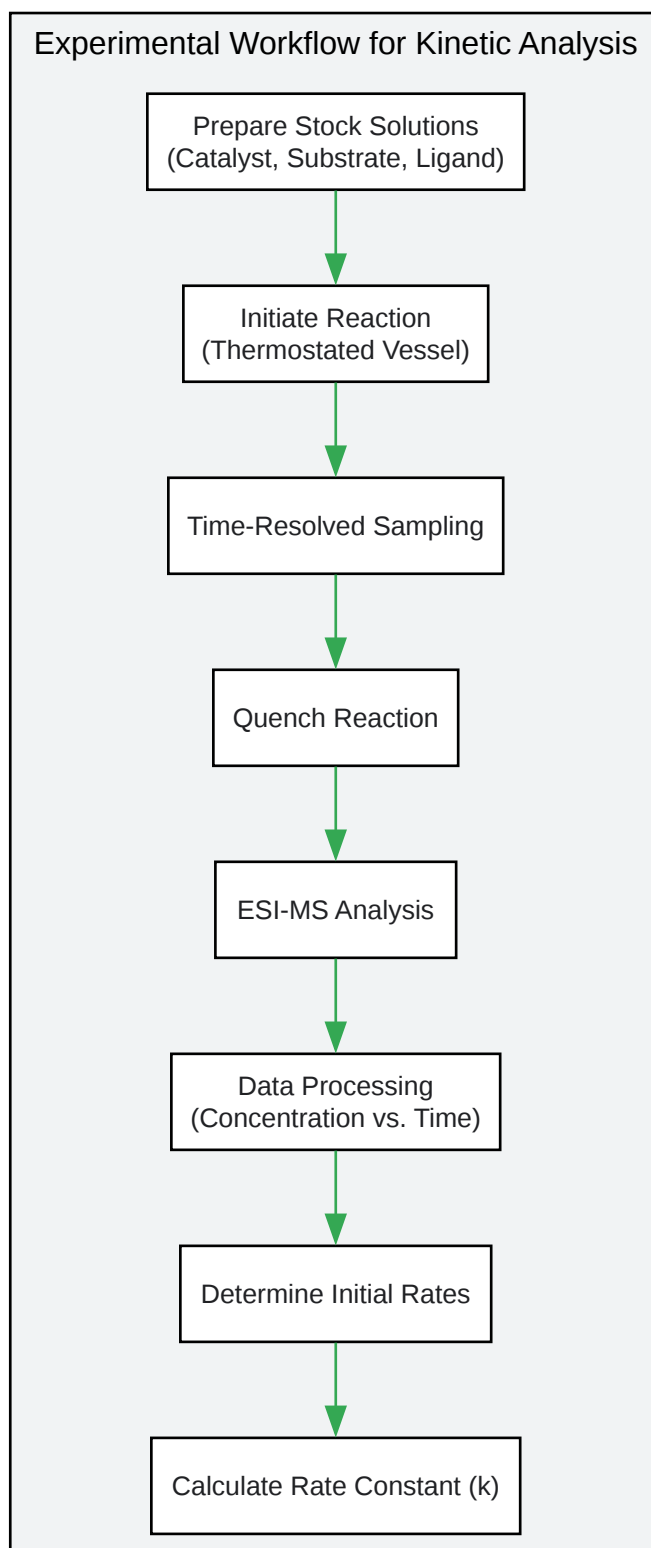 Experimental Workflow for Kinetic Analysis
Prepare Stock Solutions
(Catalyst, Substrate, Ligand)
Initiate Reaction
(Thermostated Vessel)
Time-Resolved Sampling
Quench Reaction
ESI-MS Analysis
Data Processing
(Concentration vs. Time)
Determine Initial Rates
Calculate Rate Constant (k)